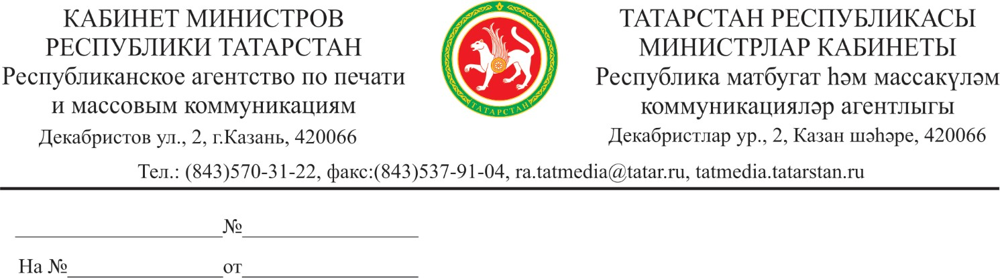 КАБИНЕТ МИНИСТРОВ
РЕСПУБЛИКИ ТАТАРСТАН
Республиканское агентство по печати
и массовым коммуникациям
Декабристов ул., 2, г.Казань, 420066
ТАТАРСТАН
ТАТАРСТАН РЕСПУБЛИКАСЫ
МИНИСТРЛАР КАБИНЕТЫ
Республика матбугат һәм массакүләм
коммуникацияләр агентлыгы
Декабристлар ур., 2, Казан шәһәре, 420066
Тел.: (843)570-31-22, факс:(843)537-91-04, ra.tatmedia@tatar.ru, tatmedia.tatarstan.ru
____________________№_________________
На №_______________от_________________